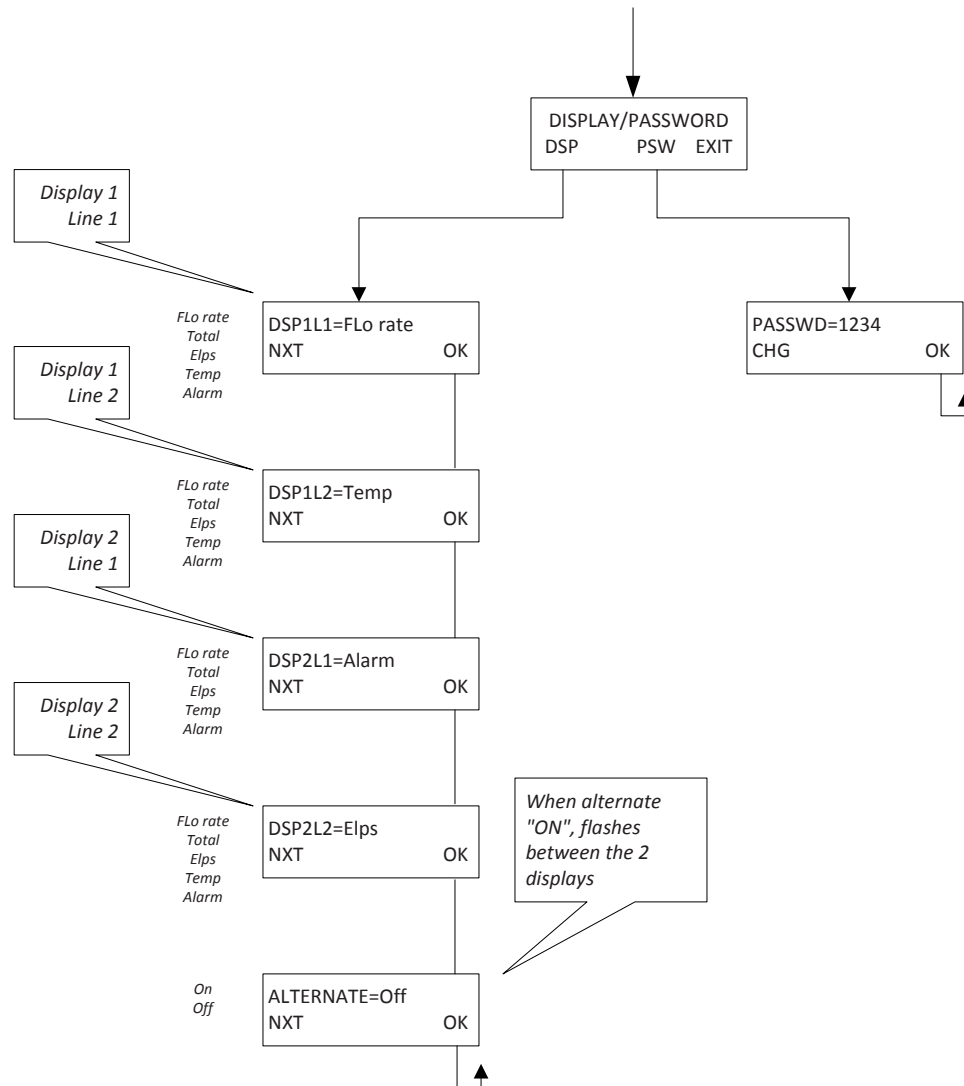 DISPLAY/PASSWORD
DSP PSW EXIT
Display 1
Line 1
FLo rate
Total
Elps
Temp
Alarm
DSP1L1=FLo rate
NXT OK
PASSWD=1234
CHG OK
Display 1
Line 2
FLo rate
Total
Elps
Temp
Alarm
DSP1L2=Temp
NXT OK
Display 2
Line 1
FLo rate
Total
Elps
Temp
Alarm
DSP2L1=Alarm
NXT OK
Display 2
Line 2
FLo rate
Total
Elps
Temp
Alarm
DSP2L2=Elps
NXT OK
When alternate
"ON", flashes
between the 2
displays
On
Off
ALTERNATE=Off
NXT OK